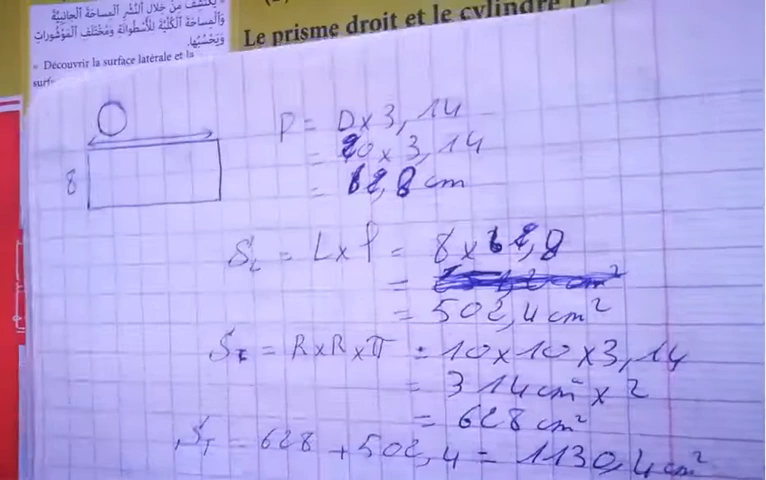 يكتشف من خلال النشر المساحة الجانبية
والمساحة الكلية للأسطوانة ومختلف الموشورات
ويحسبها.
Découvrir la surface latérale et la
surf
Le prisme droit et le cylindre
P = D x 3,14
= 20 x 3,14
= 62,8 cm
8
SL = L x P = 8 x 62,8
=
= 502,4 cm²
= R x R x π = 10 x 10 x 3,14
= 314 cm² x 2
= 628 cm²
ST = 628 + 502,4 = 1130,4 cm²